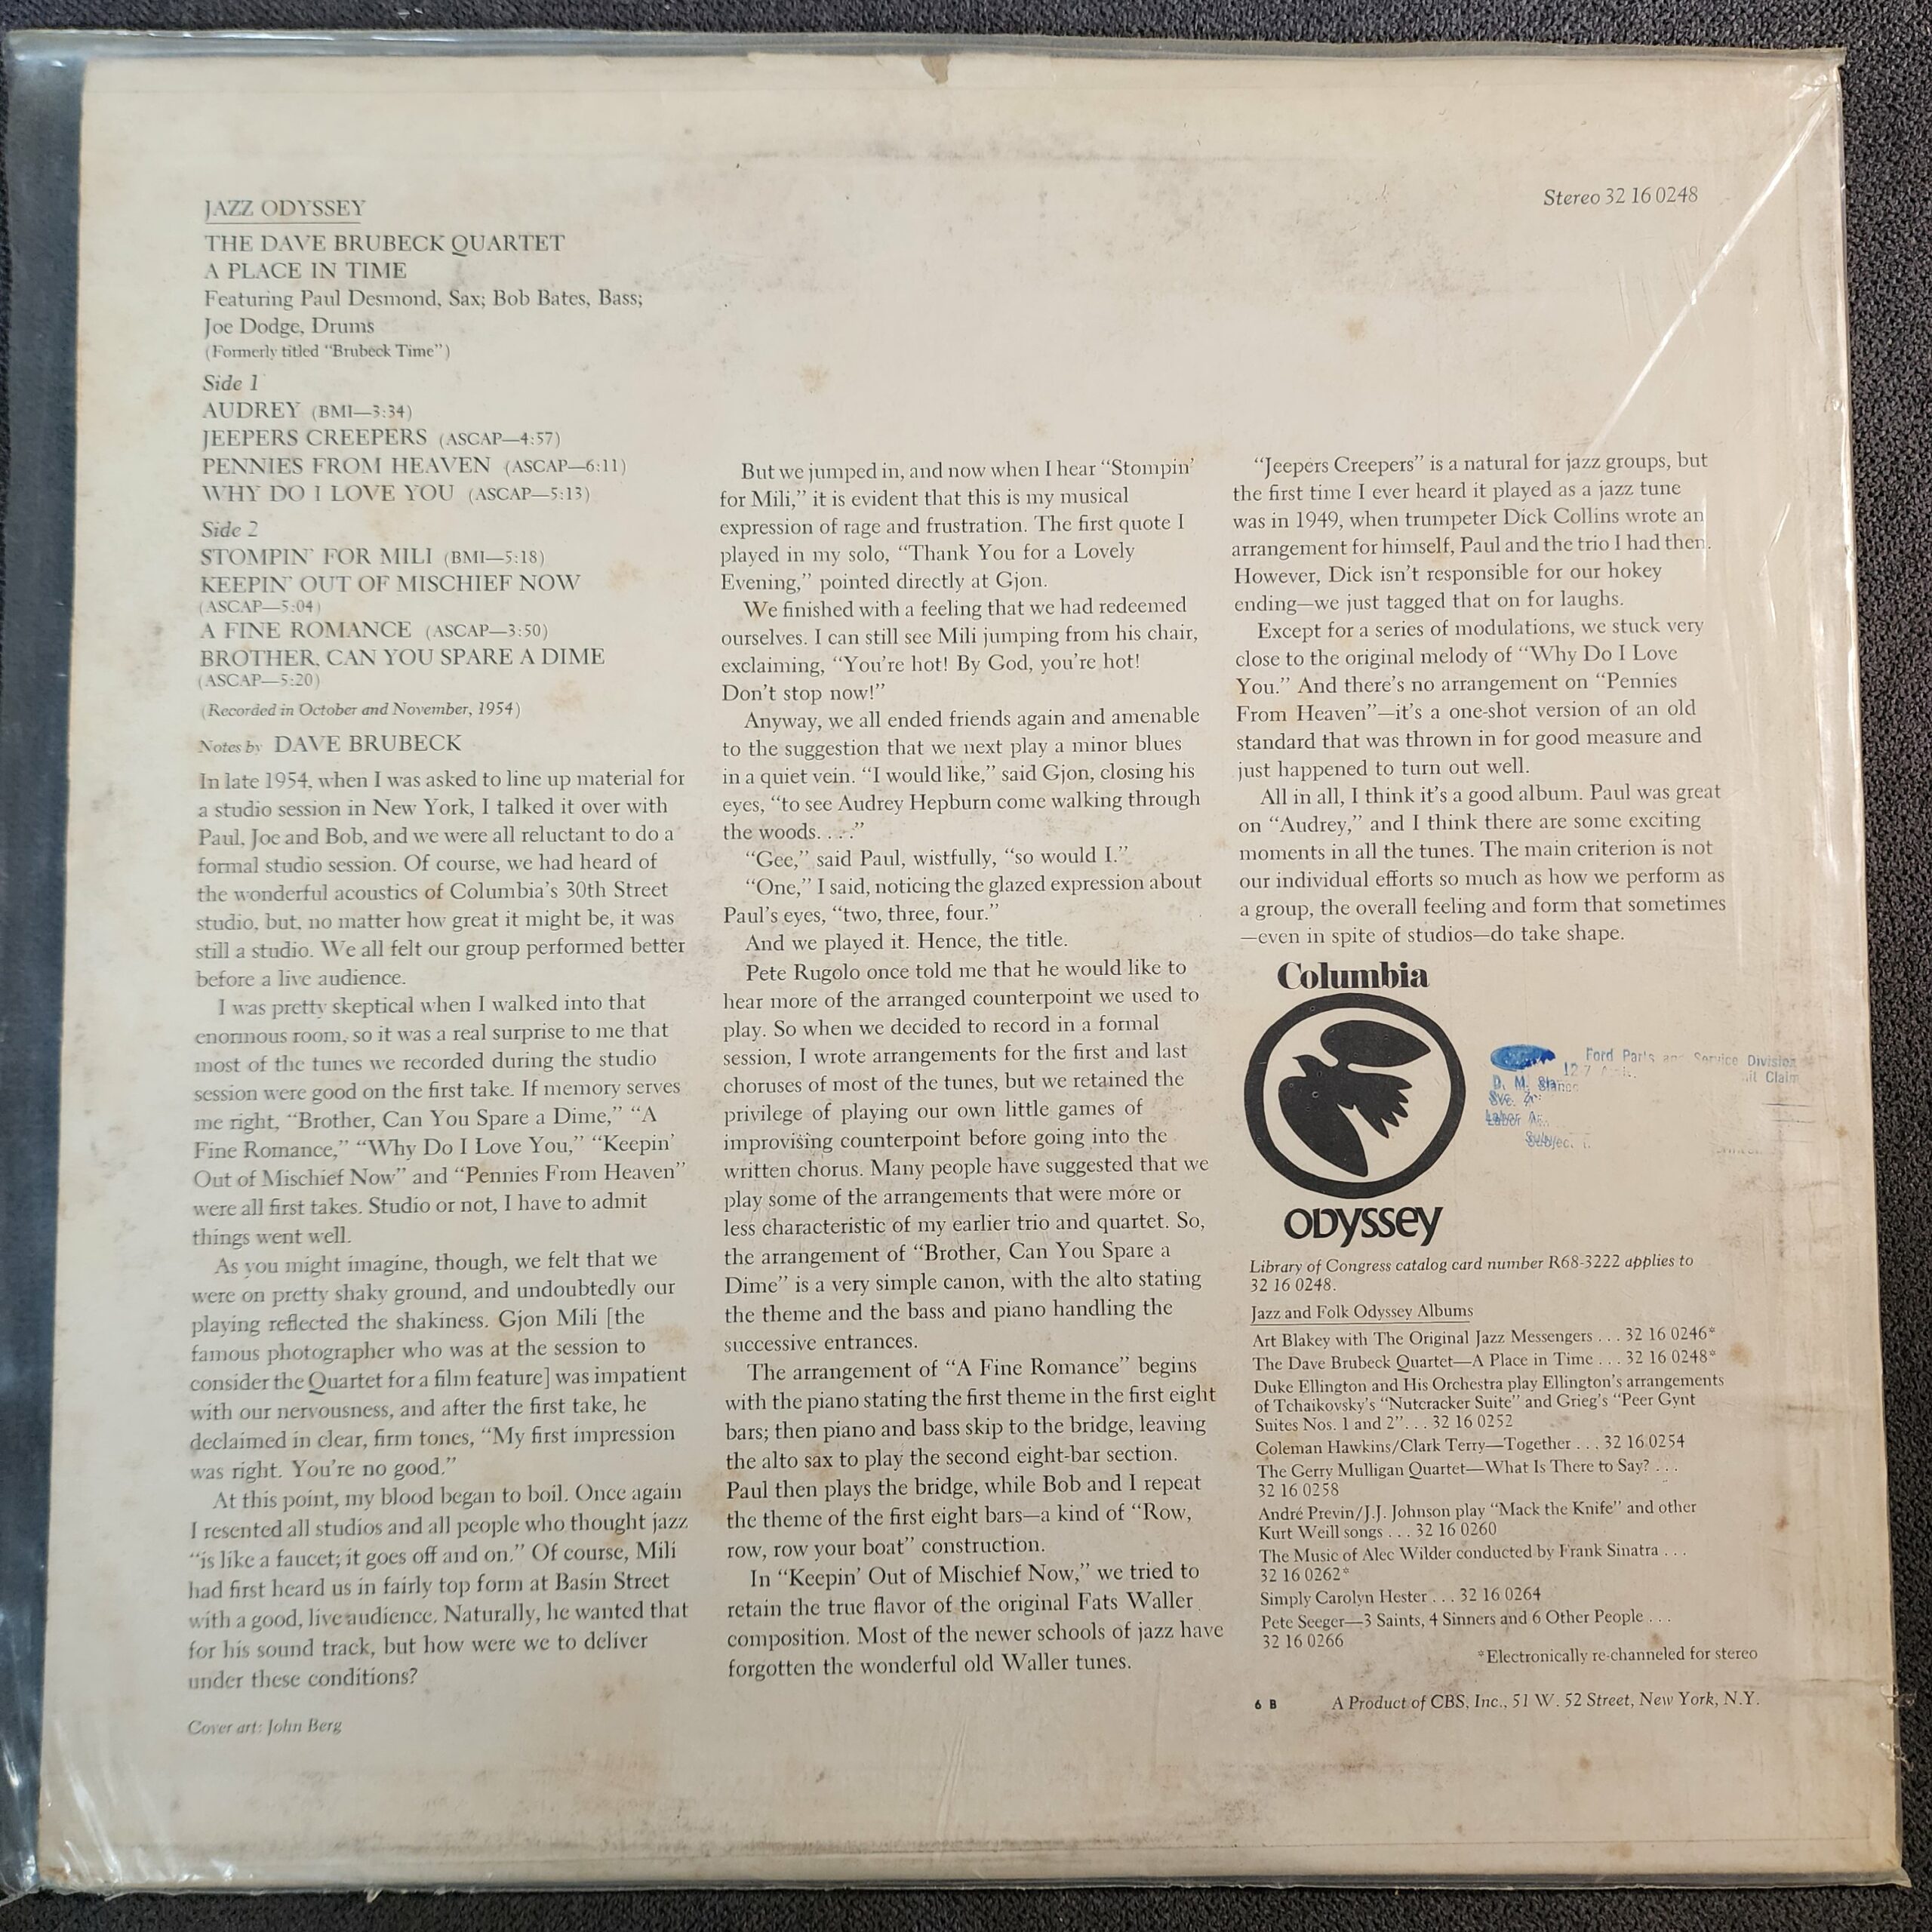 JAZZ ODYSSEY
THE DAVE BRUBECK QUARTET
A PLACE IN TIME
Featuring Paul Desmond, Sax; Bob Bates, Bass;
Joe Dodge, Drums
(Formerly titled "Brubeck Time")
Side 1
AUDREY (BMI—3:34)
JEEPERS CREEPERS (ASCAP—4:57)
PENNIES FROM HEAVEN (ASCAP—6:11)
WHY DO I LOVE YOU (ASCAP—5:13)
Side 2
STOMPIN' FOR MILI (BMI—5:18)
KEEPIN' OUT OF MISCHIEF NOW
(ASCAP—5:04)
A FINE ROMANCE (ASCAP—3:50)
BROTHER, CAN YOU SPARE A DIME
(ASCAP—5:20)
(Recorded in October and November, 1954)
Notes by DAVE BRUBECK
In late 1954, when I was asked to line up material for
a studio session in New York, I talked it over with
Paul, Joe and Bob, and we were all reluctant to do a
formal studio session. Of course, we had heard of
the wonderful acoustics of Columbia's 30th Street
studio, but, no matter how great it might be, it was
still a studio. We all felt our group performed better
before a live audience.
I was pretty skeptical when I walked into that
enormous room, so it was a real surprise to me that
most of the tunes we recorded during the studio
session were good on the first take. If memory serves
me right, "Brother, Can You Spare a Dime," "A
Fine Romance," "Why Do I Love You," "Keepin'
Out of Mischief Now" and "Pennies From Heaven"
were all first takes. Studio or not, I have to admit
things went well.
As you might imagine, though, we felt that we
were on pretty shaky ground, and undoubtedly our
playing reflected the shakiness. Gjon Mili [the
famous photographer who was at the session to
consider the Quartet for a film feature] was impatient
with our nervousness, and after the first take, he
declaimed in clear, firm tones, "My first impression
was right. You're no good."
At this point, my blood began to boil. Once again
I resented all studios and all people who thought jazz
"is like a faucet; it goes off and on." Of course, Mili
had first heard us in fairly top form at Basin Street
with a good, live audience. Naturally, he wanted that
for his sound track, but how were we to deliver
under these conditions?
Cover art: John Berg
But we jumped in, and now when I hear "Stompin'
for Mili," it is evident that this is my musical
expression of rage and frustration. The first quote I
played in my solo, "Thank You for a Lovely
Evening," pointed directly at Gjon.
We finished with a feeling that we had redeemed
ourselves. I can still see Mili jumping from his chair,
exclaiming, "You're hot! By God, you're hot!
Don't stop now!"
Anyway, we all ended friends again and amenable
to the suggestion that we next play a minor blues
in a quiet vein. "I would like," said Gjon, closing his
eyes, "to see Audrey Hepburn come walking through
the woods. . . ."
"Gee," said Paul, wistfully, "so would I."
"One," I said, noticing the glazed expression about
Paul's eyes, "two, three, four."
And we played it. Hence, the title.
Pete Rugolo once told me that he would like to
hear more of the arranged counterpoint we used to
play. So when we decided to record in a formal
session, I wrote arrangements for the first and last
choruses of most of the tunes, but we retained the
privilege of playing our own little games of
improvising counterpoint before going into the
written chorus. Many people have suggested that we
play some of the arrangements that were more or
less characteristic of my earlier trio and quartet. So,
the arrangement of "Brother, Can You Spare a
Dime" is a very simple canon, with the alto stating
the theme and the bass and piano handling the
successive entrances.
The arrangement of "A Fine Romance" begins
with the piano stating the first theme in the first eight
bars; then piano and bass skip to the bridge, leaving
the alto sax to play the second eight-bar section.
Paul then plays the bridge, while Bob and I repeat
the theme of the first eight bars—a kind of "Row,
row, row your boat" construction.
In "Keepin' Out of Mischief Now," we tried to
retain the true flavor of the original Fats Waller
composition. Most of the newer schools of jazz have
forgotten the wonderful old Waller tunes.
Stereo 32 16 0248
"Jeepers Creepers" is a natural for jazz groups, but
the first time I ever heard it played as a jazz tune
was in 1949, when trumpeter Dick Collins wrote an
arrangement for himself, Paul and the trio I had then.
However, Dick isn't responsible for our hokey
ending—we just tagged that on for laughs.
Except for a series of modulations, we stuck very
close to the original melody of "Why Do I Love
You." And there's no arrangement on "Pennies
From Heaven"—it's a one-shot version of an old
standard that was thrown in for good measure and
just happened to turn out well.
All in all, I think it's a good album. Paul was great
on "Audrey," and I think there are some exciting
moments in all the tunes. The main criterion is not
our individual efforts so much as how we perform as
a group, the overall feeling and form that sometimes
—even in spite of studios—do take shape.
Columbia
ODYSSEY
Ford Parts and Service Division
Claim
D. M.
Labor
Library of Congress catalog card number R68-3222 applies to
32 16 0248.
Jazz and Folk Odyssey Albums
Art Blakey with The Original Jazz Messengers . . . 32 16 0246*
The Dave Brubeck Quartet—A Place in Time . . . 32 16 0248*
Duke Ellington and His Orchestra play Ellington's arrangements
of Tchaikovsky's "Nutcracker Suite" and Grieg's "Peer Gynt
Suites Nos. 1 and 2". . . 32 16 0252
Coleman Hawkins/Clark Terry—Together . . . 32 16 0254
The Gerry Mulligan Quartet—What Is There to Say? . . .
32 16 0258
André Previn/J.J. Johnson play "Mack the Knife" and other
Kurt Weill songs . . . 32 16 0260
The Music of Alec Wilder conducted by Frank Sinatra . . .
32 16 0262*
Simply Carolyn Hester . . . 32 16 0264
Pete Seeger—3 Saints, 4 Sinners and 6 Other People . . .
32 16 0266
*Electronically re-channeled for stereo
6 B A Product of CBS, Inc., 51 W. 52 Street, New York, N.Y.